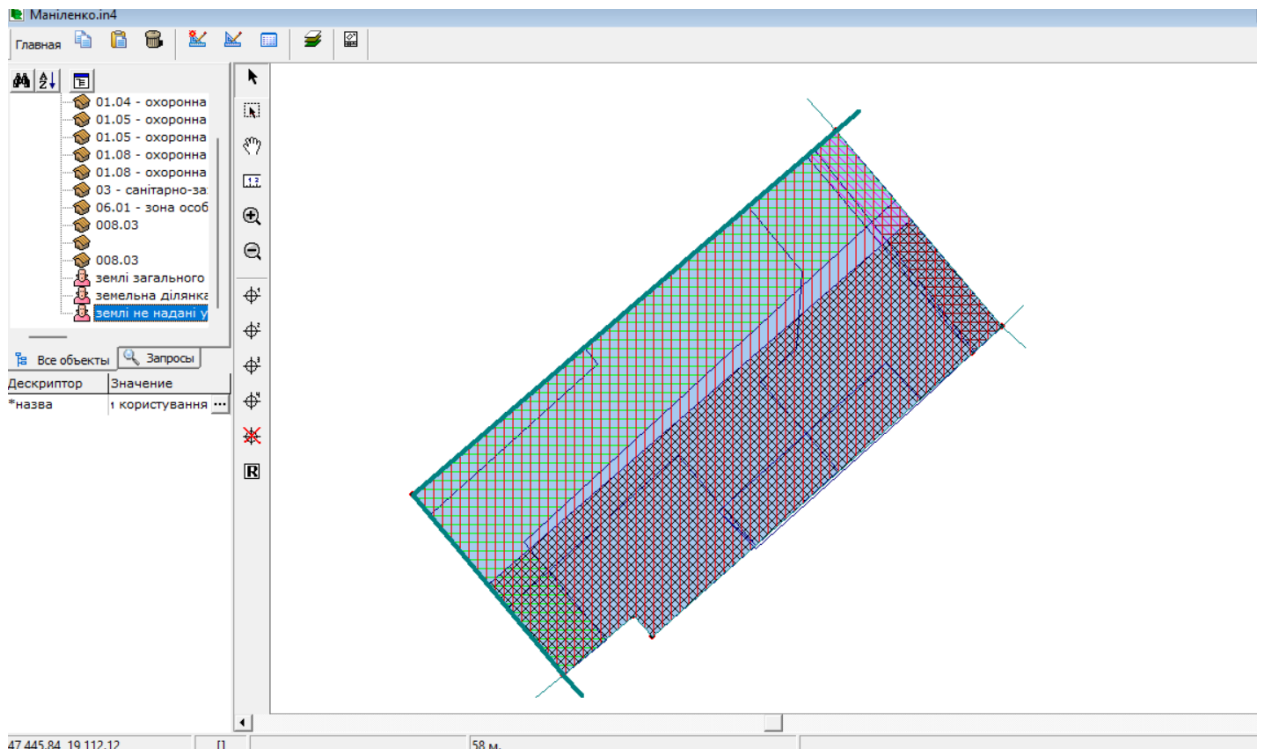 Маніленко.in4
Главная
01.04 - охоронна
01.05 - охоронна
01.05 - охоронна
01.08 - охоронна
01.08 - охоронна
03 - санітарно-за
06.01 - зона особ
008.03
008.03
землі загального
земельна ділянка
землі не надані у
Все объекты Запросы
Дескриптор Значение
*назва користування ...
R
47 445.84 19 112.12 [] 58 м.